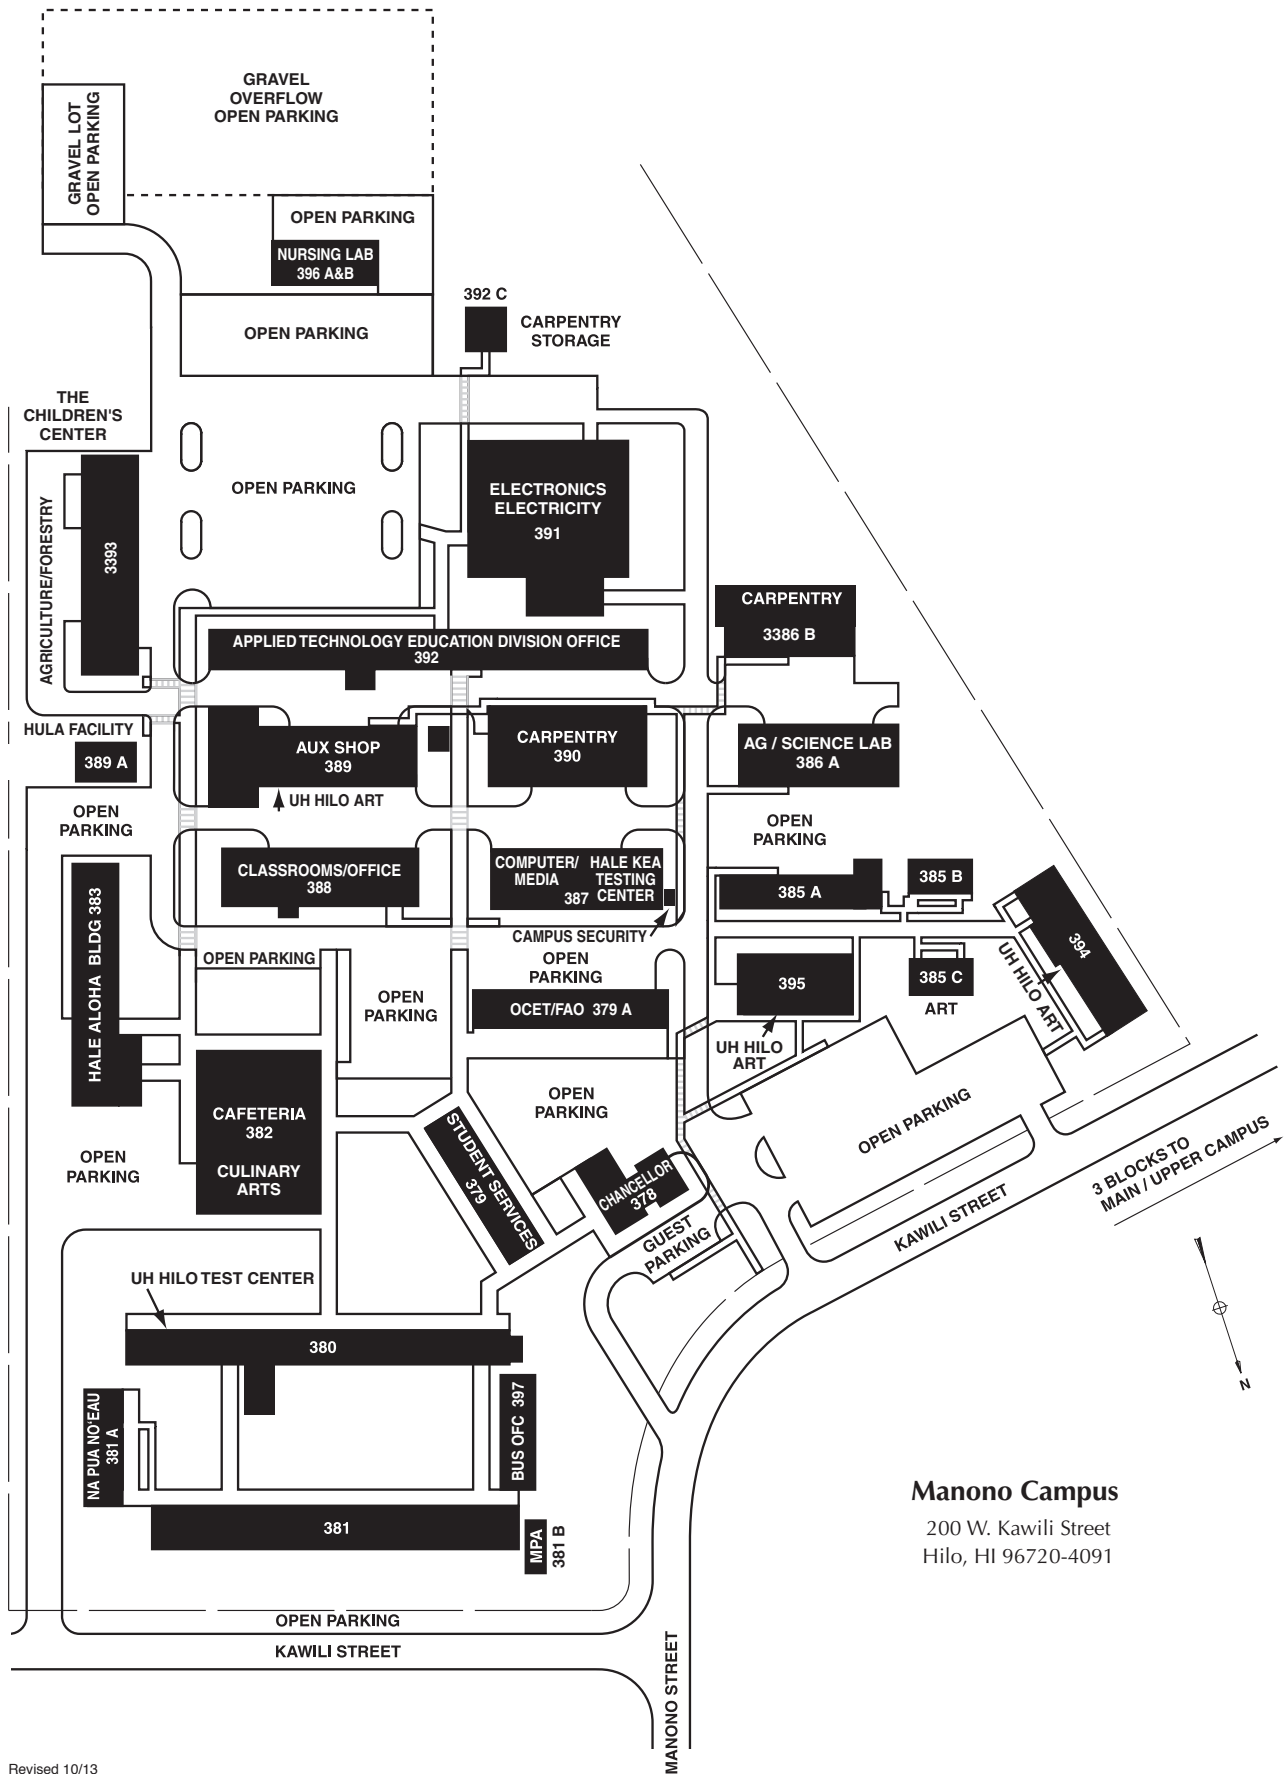 GRAVEL
OVERFLOW
OPEN PARKING
GRAVEL LOT
OPEN PARKING
OPEN PARKING
NURSING LAB
396 A&B
392 C
CARPENTRY
STORAGE
OPEN PARKING
THE
CHILDREN'S
CENTER
OPEN PARKING
ELECTRONICS
ELECTRICITY
391
AGRICULTURE/FORESTRY
3393
CARPENTRY
3386 B
APPLIED TECHNOLOGY EDUCATION DIVISION OFFICE
392
HULA FACILITY
389 A
AUX SHOP
389
CARPENTRY
390
AG / SCIENCE LAB
386 A
UH HILO ART
OPEN
PARKING
OPEN
PARKING
CLASSROOMS/OFFICE
388
COMPUTER/
MEDIA
387
HALE KEA
TESTING
CENTER
385 A
385 B
394
HALE ALOHA BLDG 383
CAMPUS SECURITY
OPEN PARKING
OPEN
PARKING
OPEN
PARKING
395
385 C
ART
UH HILO ART
OCET/FAO 379 A
UH HILO
ART
CAFETERIA
382
CULINARY
ARTS
OPEN
PARKING
OPEN PARKING
STUDENT SERVICES
379
OPEN
PARKING
CHANCELLOR
378
GUEST
PARKING
KAWILI STREET
3 BLOCKS TO
MAIN / UPPER CAMPUS
UH HILO TEST CENTER
380
N
NA PUA NO'EAU
381 A
BUS OFC 397
381
MPA
381 B
Manono Campus
200 W. Kawili Street
Hilo, HI 96720-4091
OPEN PARKING
KAWILI STREET
MANONO STREET
Revised 10/13